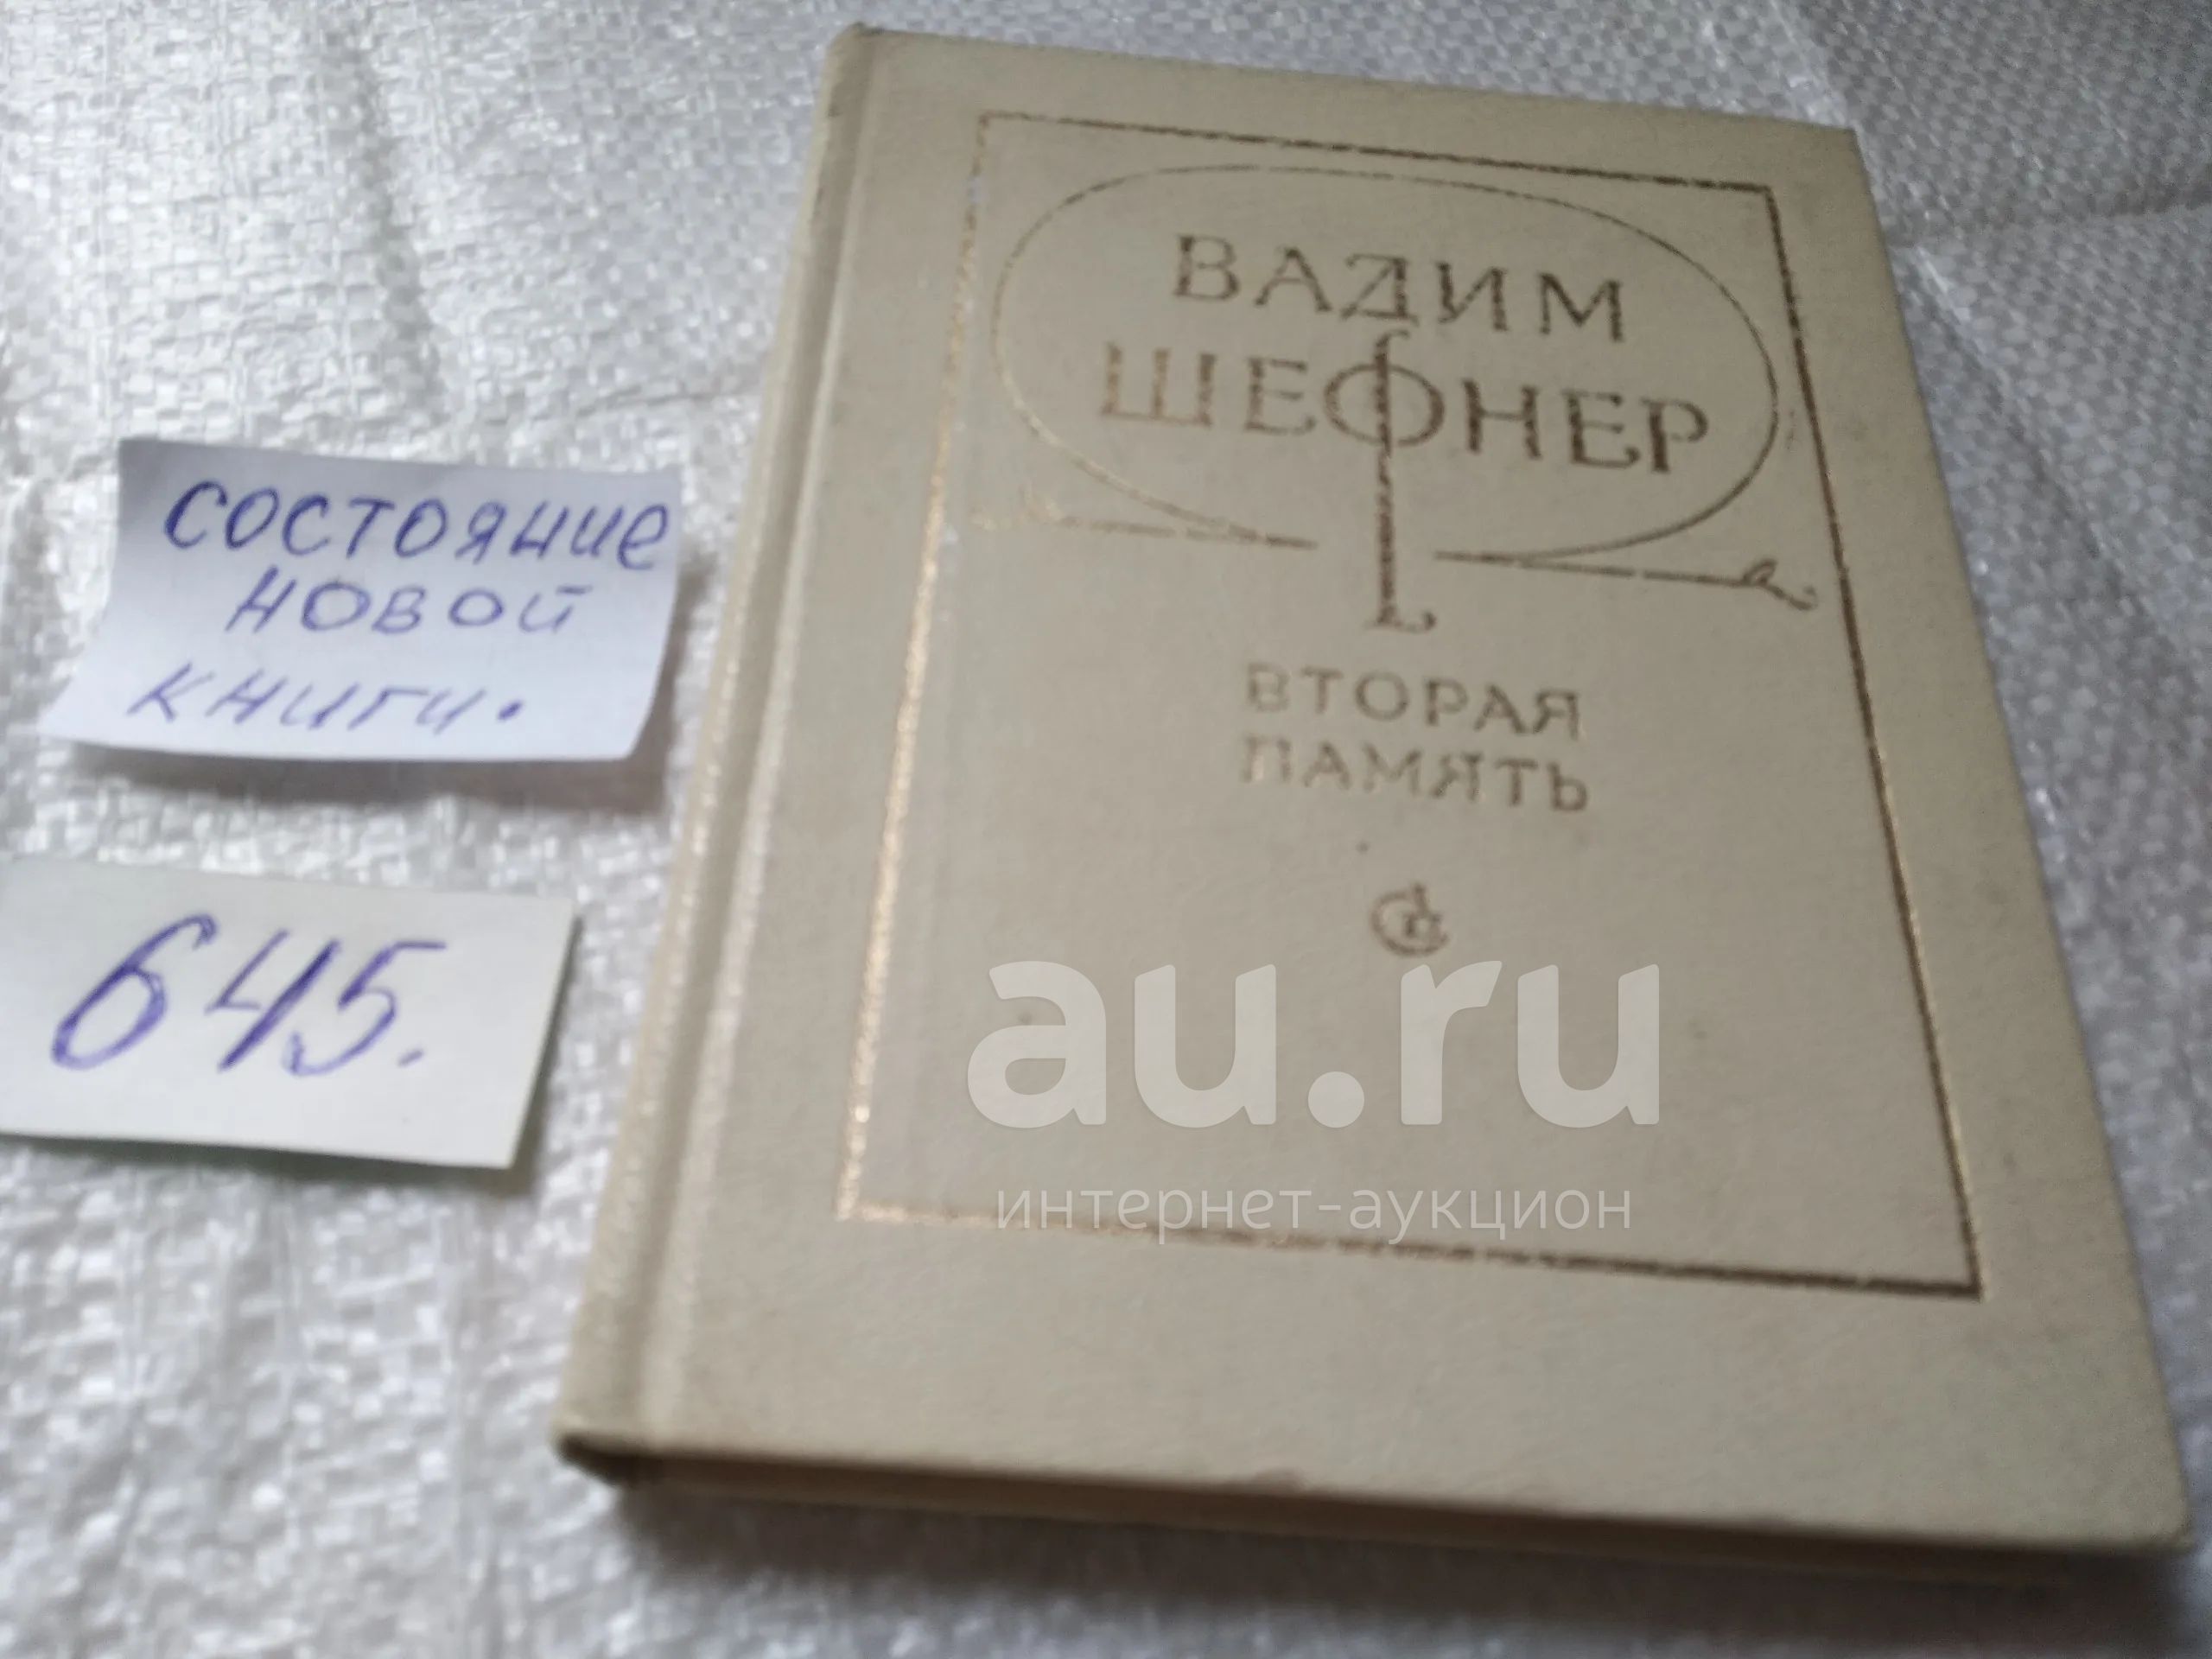 ВАДИМ
ШЕФНЕР
ВТОРАЯ
ПАМЯТЬ
состояние
новой
книги.
645.
au.ru
интернет-аукцион